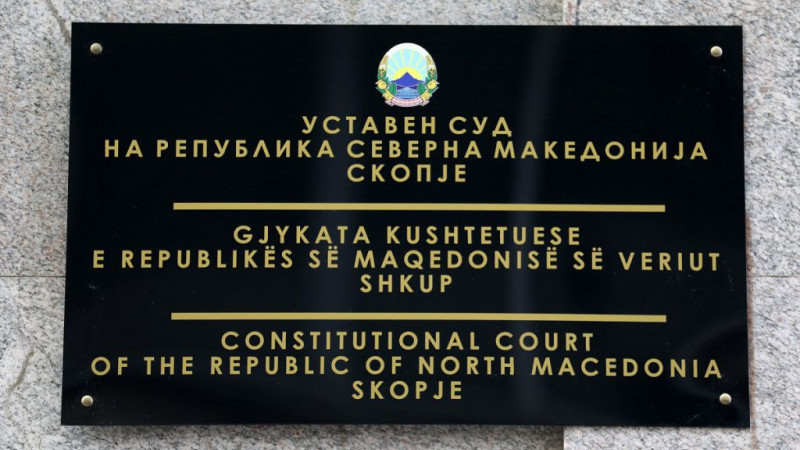 УСТАВЕН СУД
НА РЕПУБЛИКА СЕВЕРНА МАКЕДОНИЈА
СКОПЈЕ
GJYKATA KUSHTETUESE
E REPUBLIKËS SË MAQEDONISË SË VERIUT
SHKUP
CONSTITUTIONAL COURT
OF THE REPUBLIC OF NORTH MACEDONIA
SKOPJE